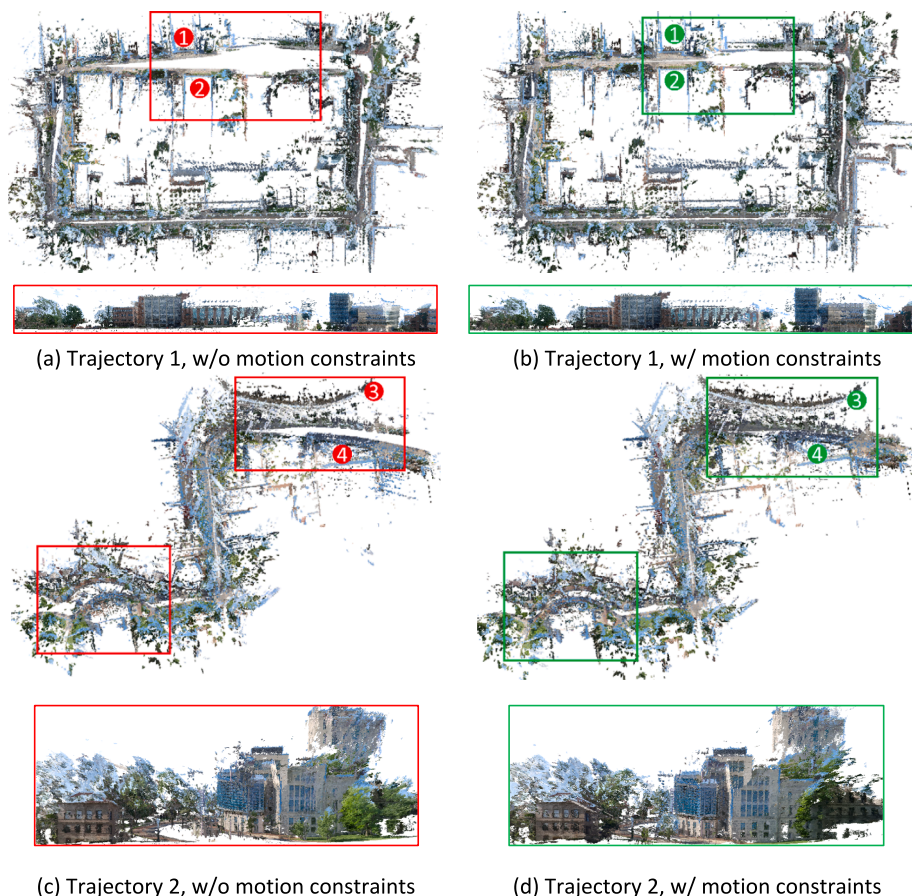 1
1
2
2
(a) Trajectory 1, w/o motion constraints
(b) Trajectory 1, w/ motion constraints
3
3
4
4
(c) Trajectory 2, w/o motion constraints
(d) Trajectory 2, w/ motion constraints